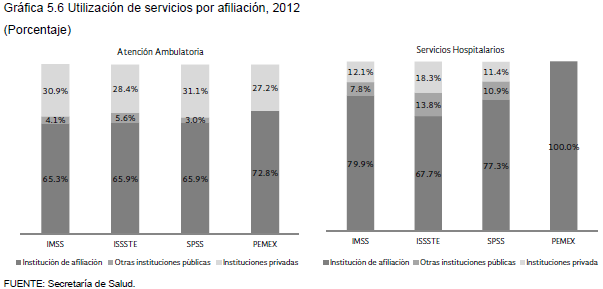 Gráfica 5.6 Utilización de servicios por afiliación, 2012
(Porcentaje)
Atención Ambulatoria
30.9% 28.4% 31.1% 27.2%
4.1% 5.6% 3.0%
65.3% 65.9% 65.9% 72.8%
IMSS ISSSTE SPSS PEMEX
Institución de afiliación Otras instituciones públicas Instituciones privadas
Servicios Hospitalarios
12.1% 18.3% 11.4%
7.8% 13.8% 10.9%
79.9% 67.7% 77.3% 100.0%
IMSS ISSSTE SPSS PEMEX
Institución de afiliación Otras instituciones públicas Instituciones privadas
FUENTE: Secretaría de Salud.